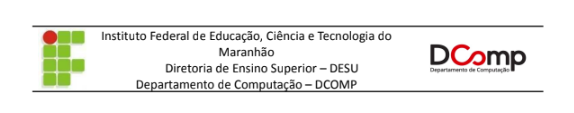 Instituto Federal de Educação, Ciência e Tecnologia do
Maranhão
Diretoria de Ensino Superior – DESU
Departamento de Computação – DCOMP
DComp
Departamento de Computação